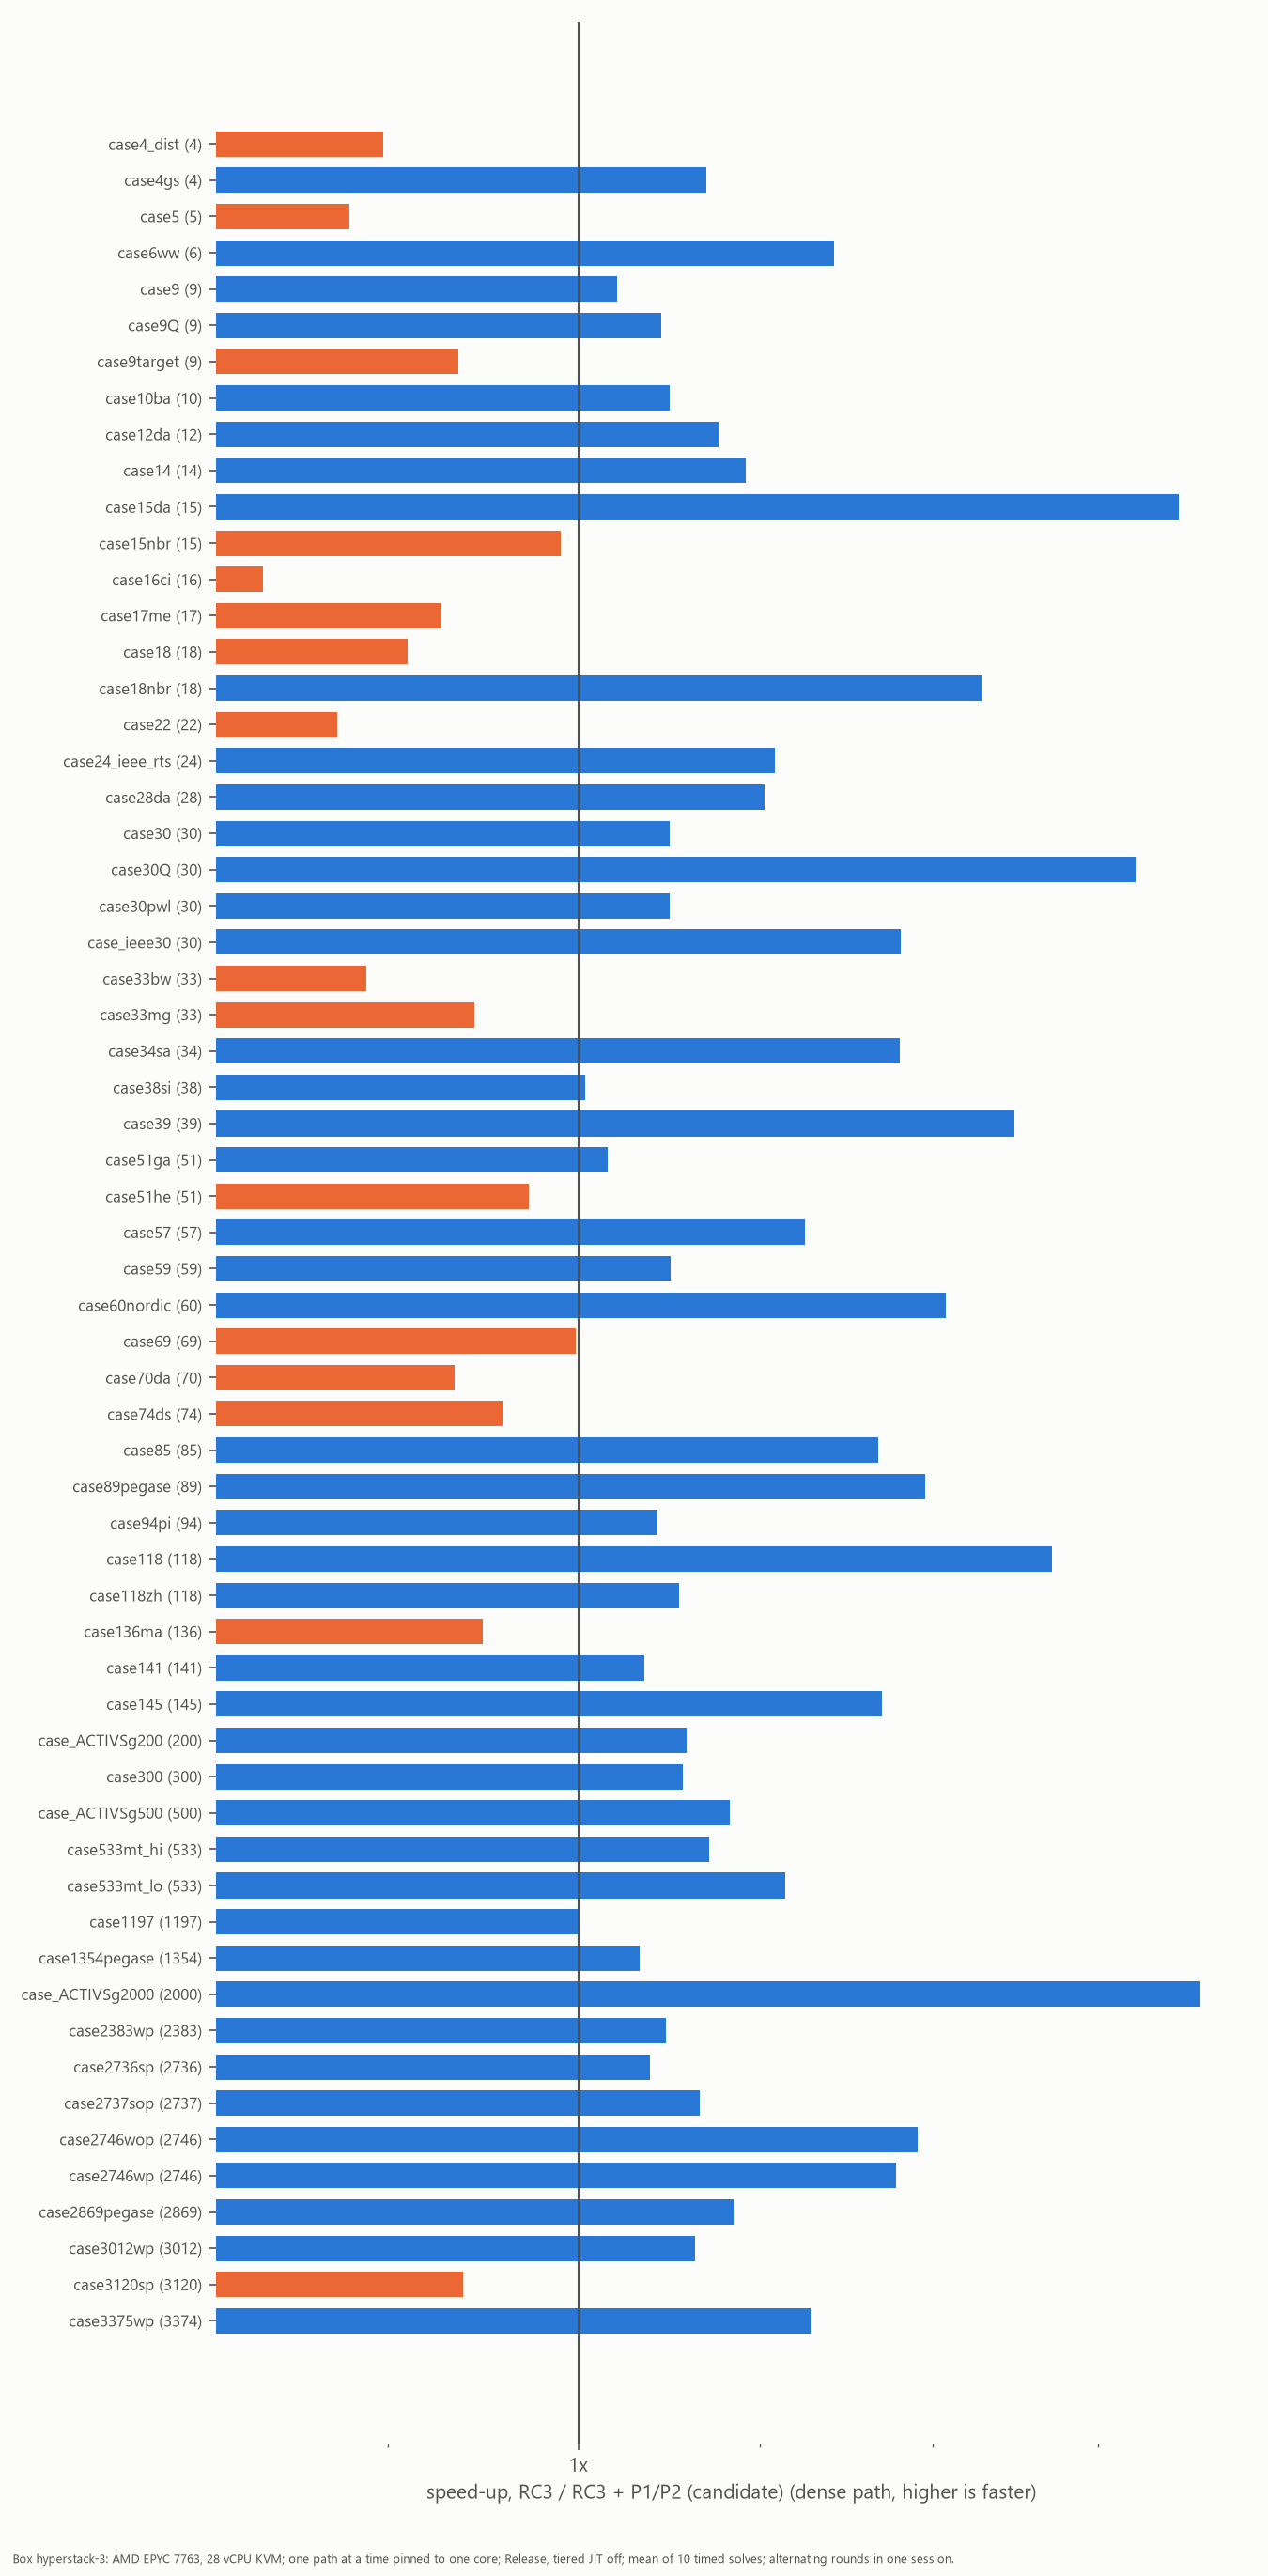 case4_dist (4)
case4gs (4)
case5 (5)
case6ww (6)
case9 (9)
case9Q (9)
case9target (9)
case10ba (10)
case12da (12)
case14 (14)
case15da (15)
case15nbr (15)
case16ci (16)
case17me (17)
case18 (18)
case18nbr (18)
case22 (22)
case24_ieee_rts (24)
case28da (28)
case30 (30)
case30Q (30)
case30pwl (30)
case_ieee30 (30)
case33bw (33)
case33mg (33)
case34sa (34)
case38si (38)
case39 (39)
case51ga (51)
case51he (51)
case57 (57)
case59 (59)
case60nordic (60)
case69 (69)
case70da (70)
case74ds (74)
case85 (85)
case89pegase (89)
case94pi (94)
case118 (118)
case118zh (118)
case136ma (136)
case141 (141)
case145 (145)
case_ACTIVSg200 (200)
case300 (300)
case_ACTIVSg500 (500)
case533mt_hi (533)
case533mt_lo (533)
case1197 (1197)
case1354pegase (1354)
case_ACTIVSg2000 (2000)
case2383wp (2383)
case2736sp (2736)
case2737sop (2737)
case2746wop (2746)
case2746wp (2746)
case2869pegase (2869)
case3012wp (3012)
case3120sp (3120)
case3375wp (3374)
1x
speed-up, RC3 / RC3 + P1/P2 (candidate) (dense path, higher is faster)
Box hyperstack-3: AMD EPYC 7763, 28 vCPU KVM; one path at a time pinned to one core; Release, tiered JIT off; mean of 10 timed solves; alternating rounds in one session.